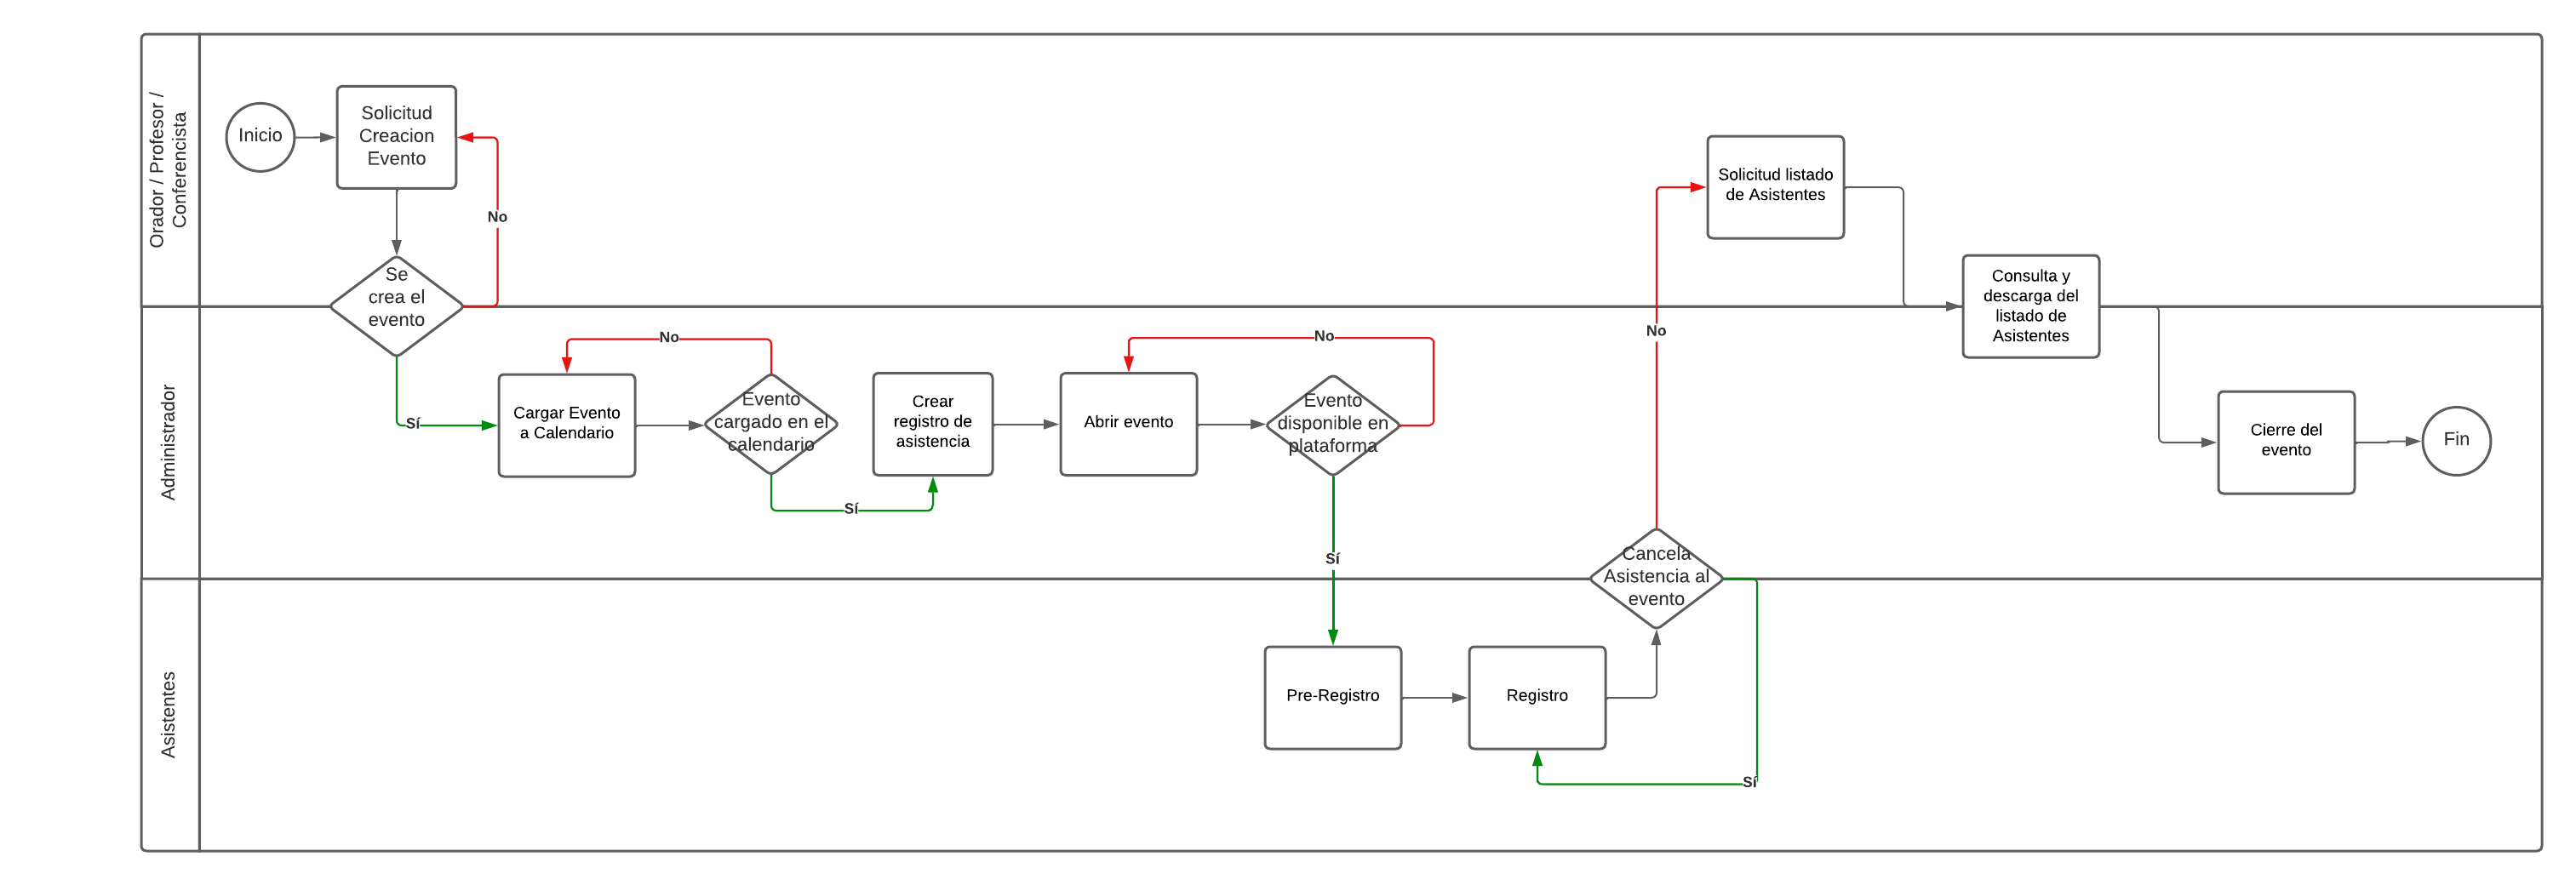 Orador / Profesor /
Conferencista
Inicio
Solicitud
Creacion
Evento
No
Se
crea el
evento
Solicitud listado
de Asistentes
Consulta y
descarga del
listado de
Asistentes
Administrador
Sí
Cargar Evento
a Calendario
No
Evento
cargado en el
calendario
Sí
Crear
registro de
asistencia
Abrir evento
No
Evento
disponible en
plataforma
Sí
No
Cierre del
evento
Fin
Cancela
Asistencia al
evento
Asistentes
Pre-Registro
Registro
Sí